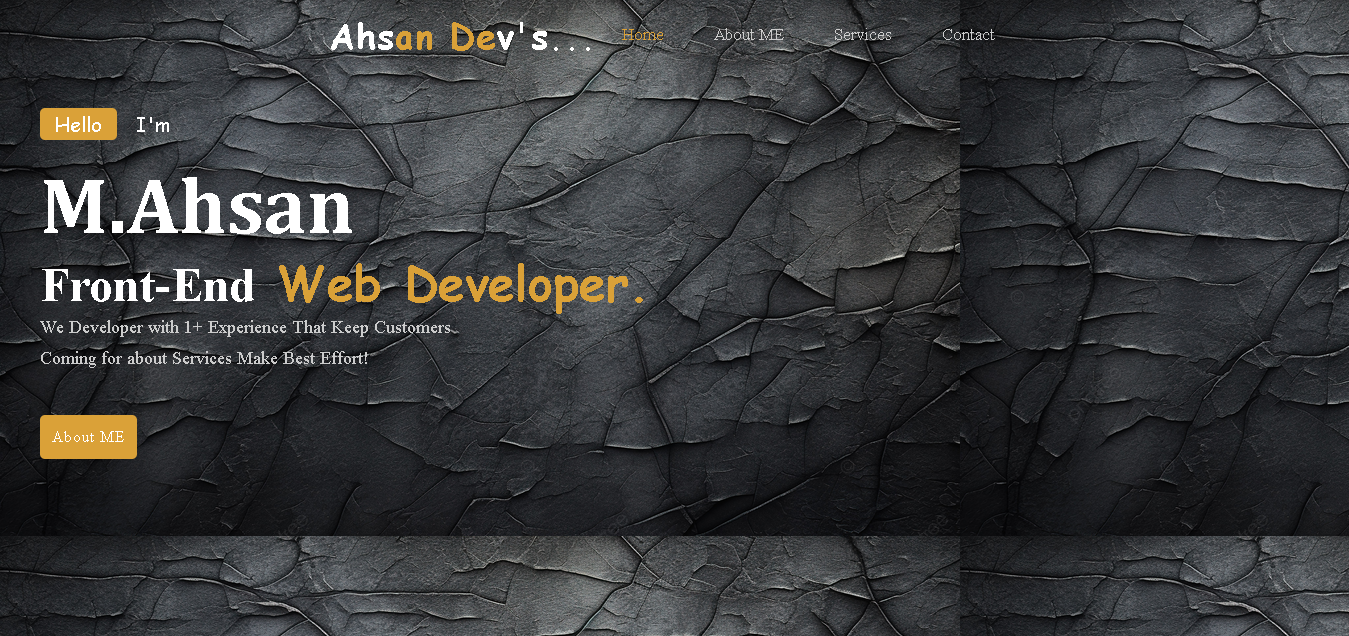 Ahsan Dev's... Home About ME Services Contact
Hello I'm
M.Ahsan
Front-End Web Developer.
We Developer with 1+ Experience That Keep Customers
Coming for about Services Make Best Effort!
About ME